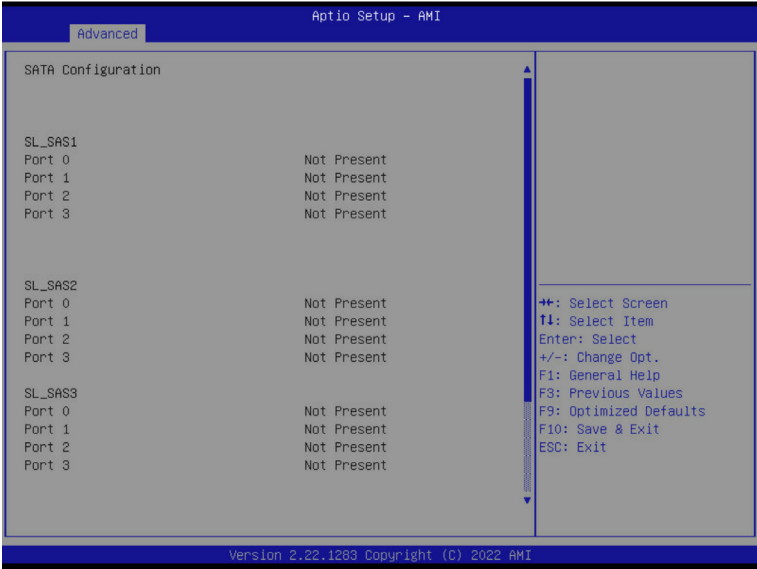 Aptio Setup – AMI
Advanced
SATA Configuration
SL_SAS1
Port 0 Not Present
Port 1 Not Present
Port 2 Not Present
Port 3 Not Present
SL_SAS2
Port 0 Not Present
Port 1 Not Present
Port 2 Not Present
Port 3 Not Present
SL_SAS3
Port 0 Not Present
Port 1 Not Present
Port 2 Not Present
Port 3 Not Present
→←: Select Screen
↑↓: Select Item
Enter: Select
+/-: Change Opt.
F1: General Help
F3: Previous Values
F9: Optimized Defaults
F10: Save & Exit
ESC: Exit
Version 2.22.1283 Copyright (C) 2022 AMI